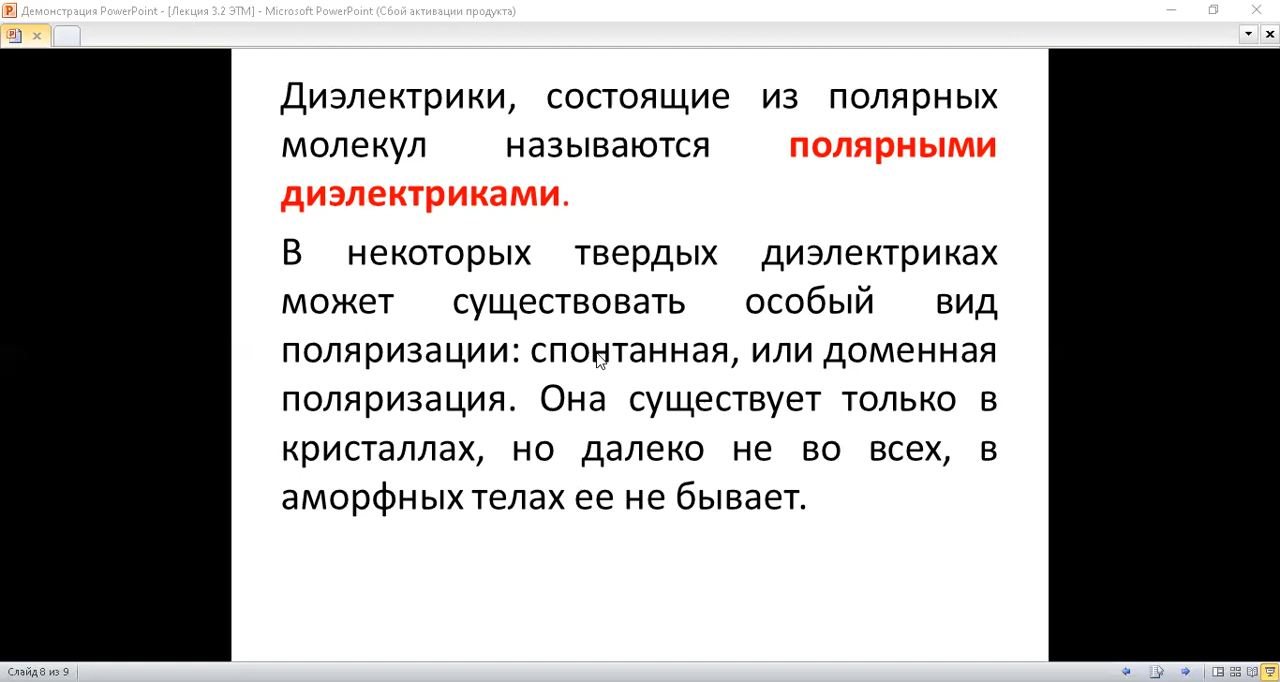 Демонстрация PowerPoint - [Лекция 3.2 ЭТМ] - Microsoft PowerPoint (Сбой активации продукта)
Диэлектрики, состоящие из полярных
молекул называются полярными
диэлектриками.
В некоторых твердых диэлектриках
может существовать особый вид
поляризации: спонтанная, или доменная
поляризация. Она существует только в
кристаллах, но далеко не во всех, в
аморфных телах ее не бывает.
Слайд 8 из 9